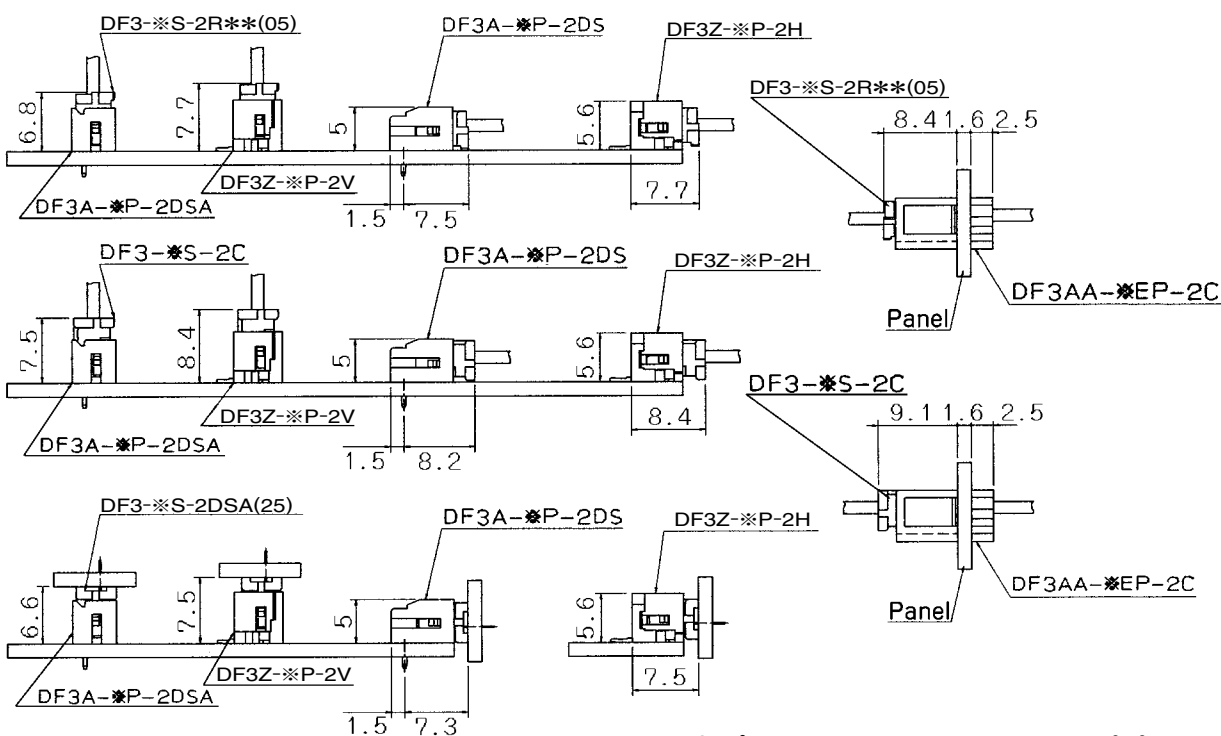 DF3-※S-2R**(05)
DF3A-※P-2DS
DF3Z-※P-2H
6.8
7.7
5
5.6
DF3Z-※P-2V
DF3A-※P-2DSA
1.5
7.5
7.7
DF3-※S-2R**(05)
8.4
1.6
2.5
DF3AA-※EP-2C
Panel
DF3-※S-2C
DF3A-※P-2DS
DF3Z-※P-2H
7.5
8.4
5
5.6
DF3Z-※P-2V
DF3A-※P-2DSA
1.5
8.2
8.4
DF3-※S-2C
9.1
1.6
2.5
DF3AA-※EP-2C
Panel
DF3-※S-2DSA(25)
DF3A-※P-2DS
DF3Z-※P-2H
6.6
7.5
5
5.6
DF3Z-※P-2V
DF3A-※P-2DSA
1.5
7.3
7.5